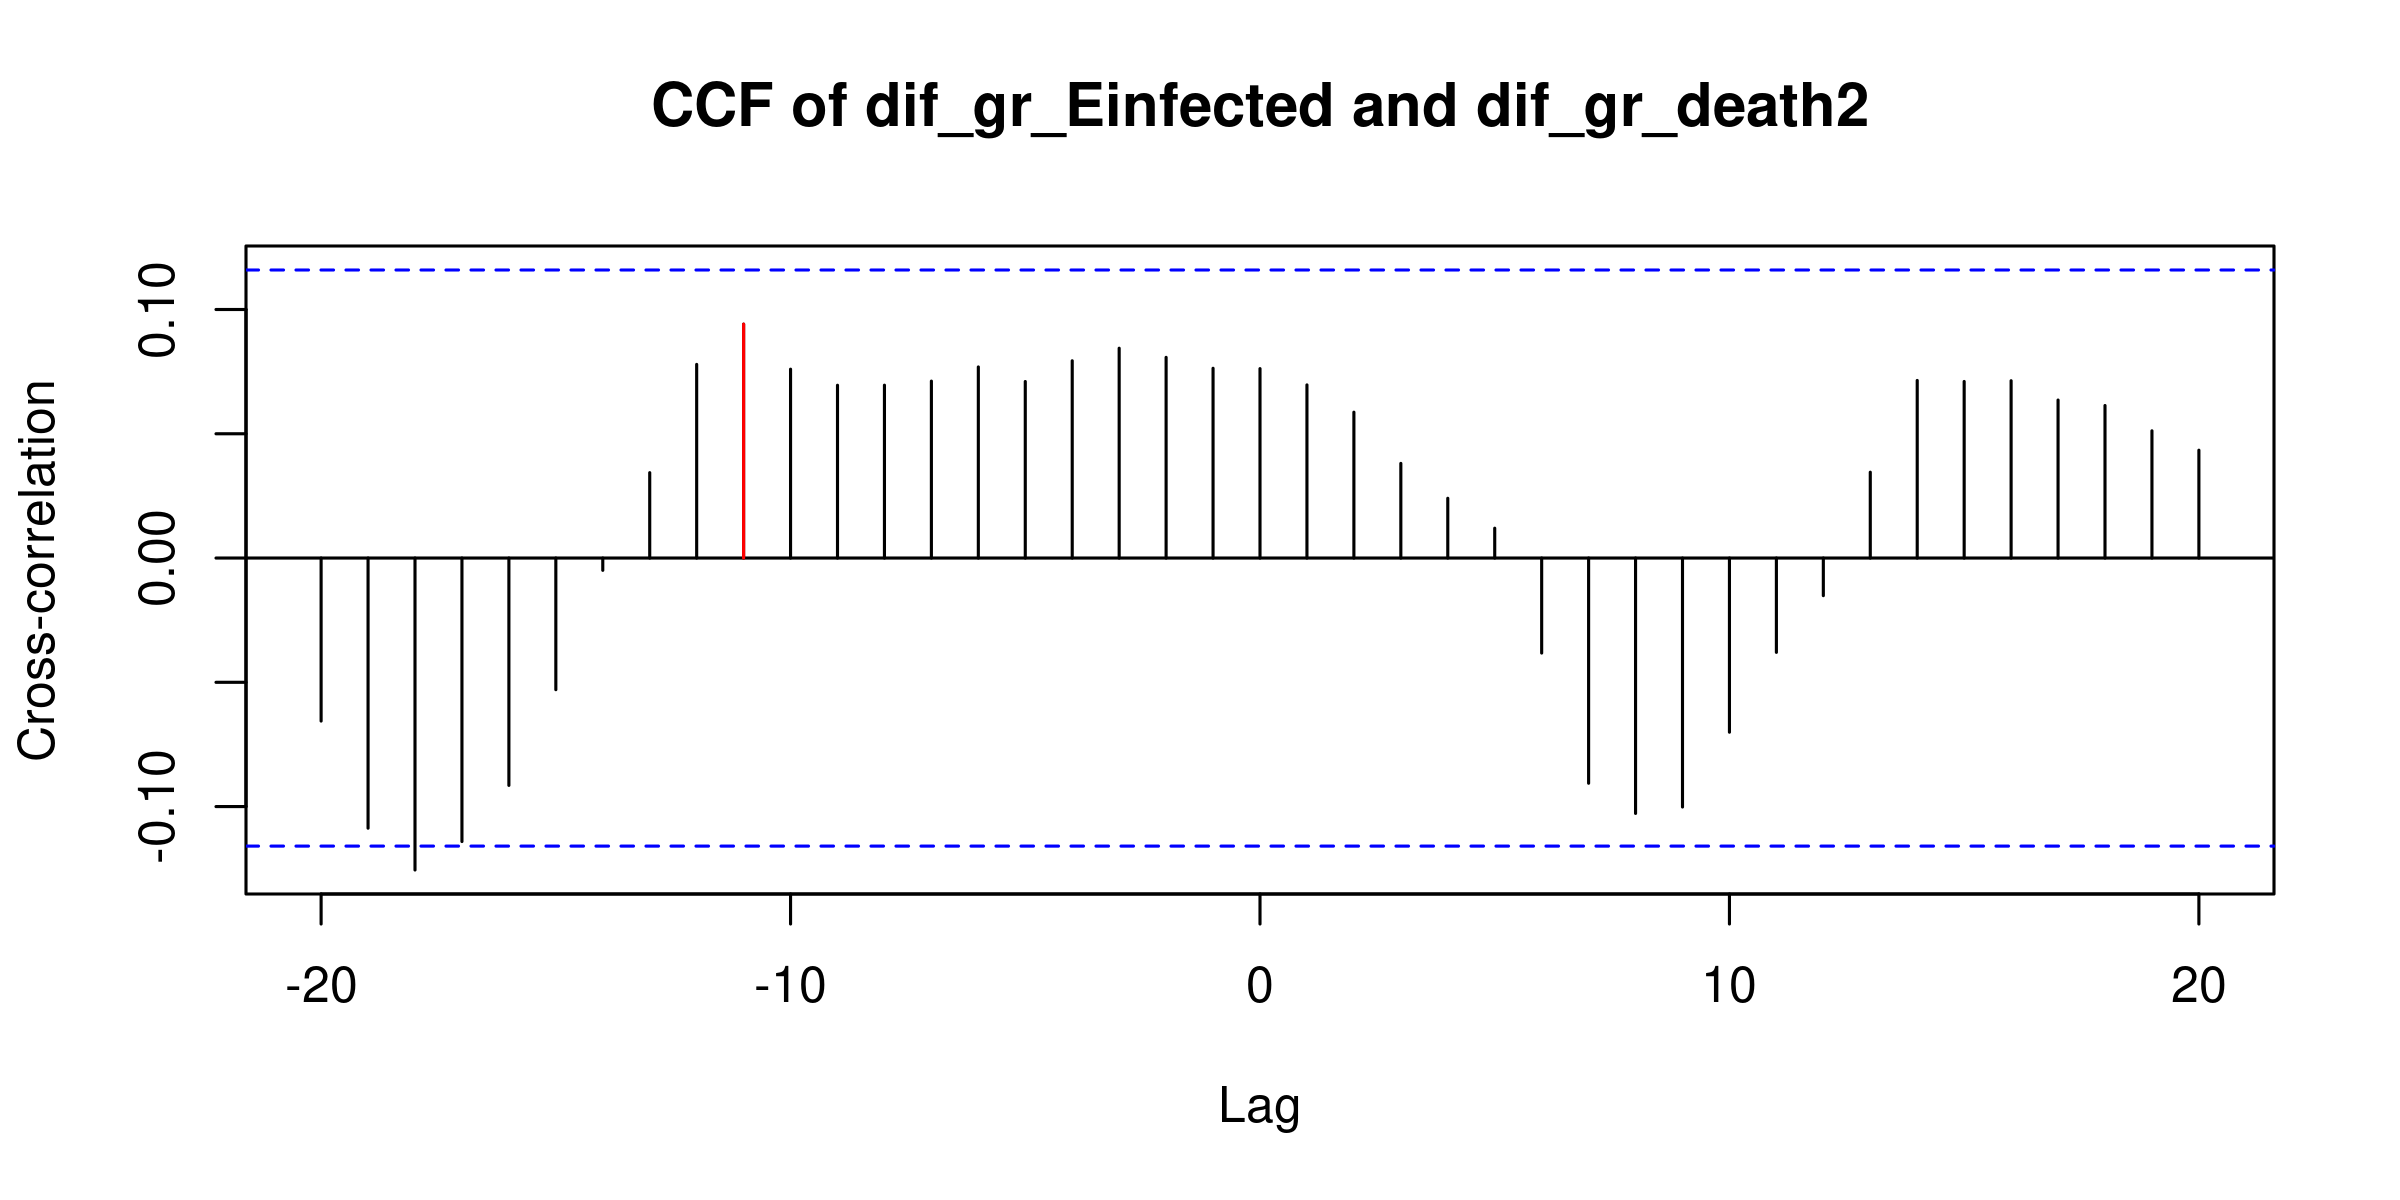 CCF of dif_gr_Einfected and dif_gr_death2
Cross-correlation
0.10
0.00
-0.10
-20 -10 0 10 20
Lag